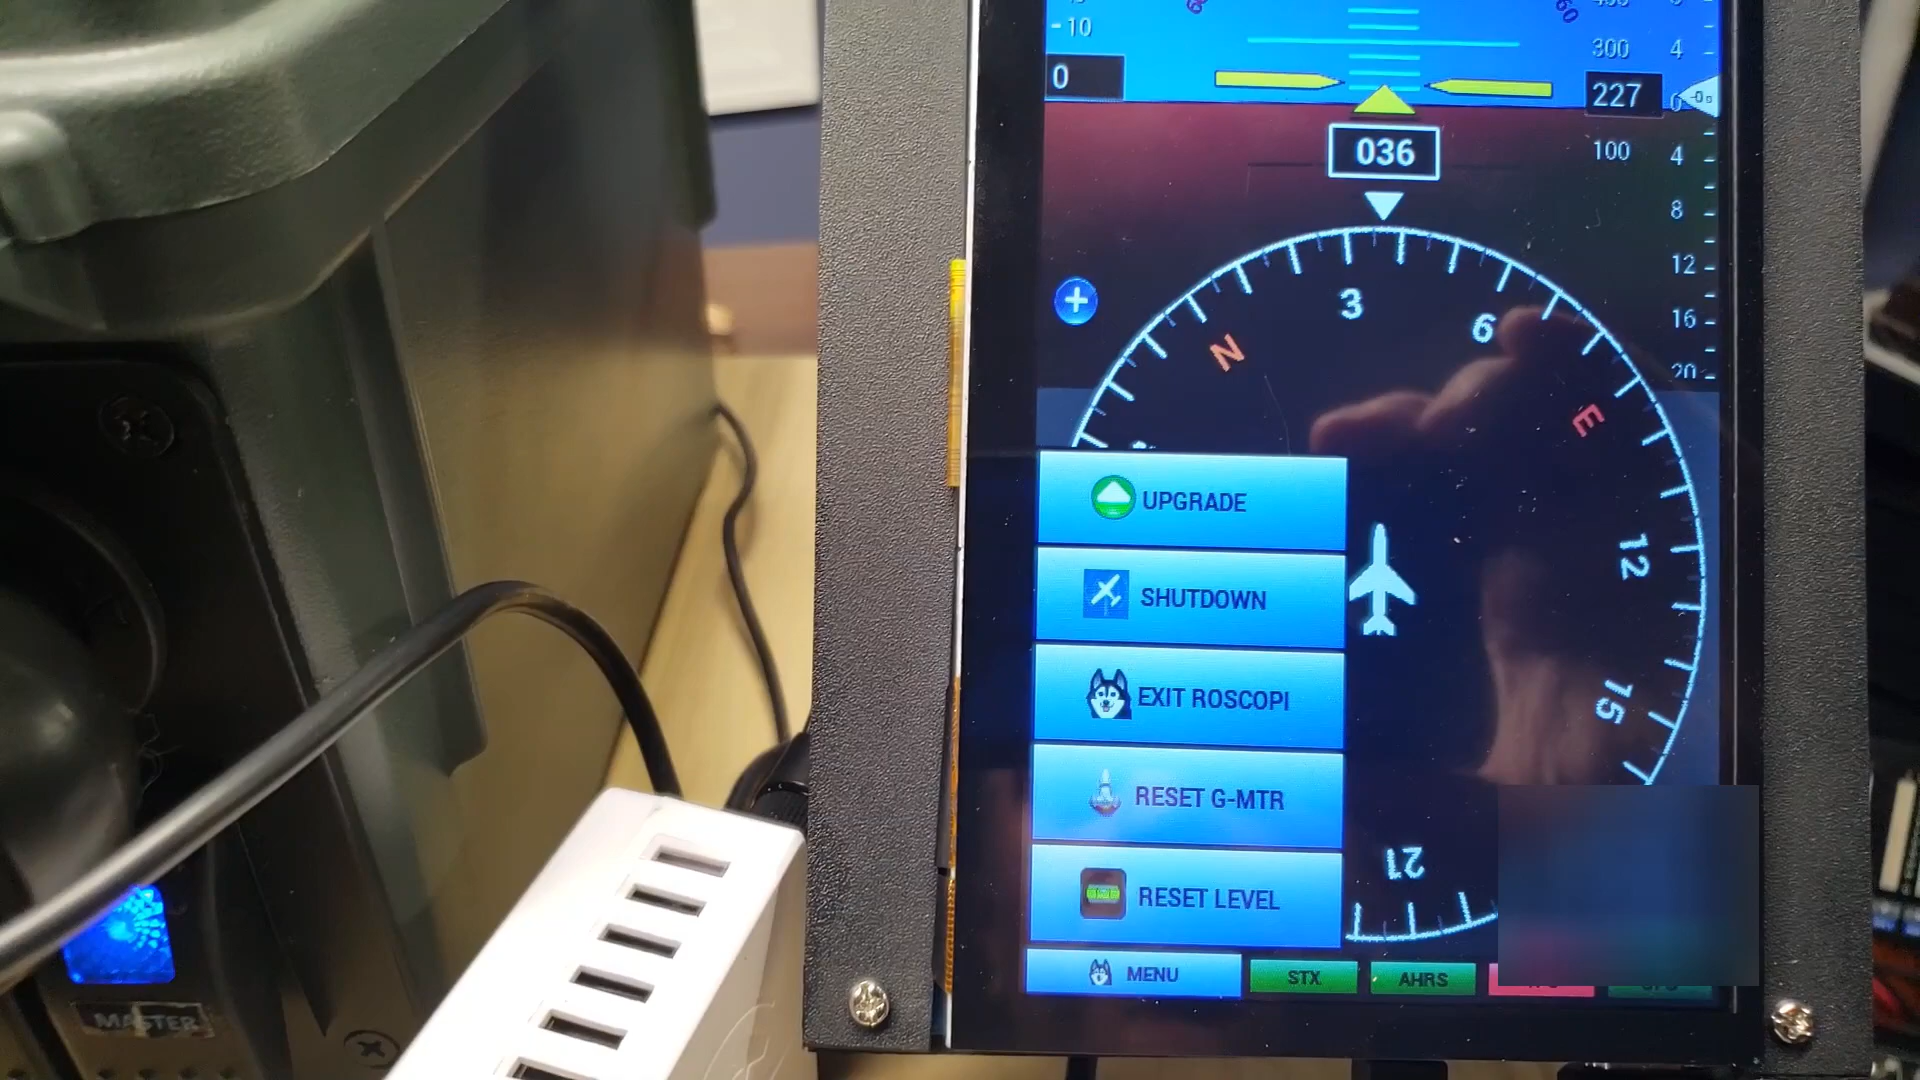 -10
300
4
0
227
036
100
4
8
12
16
20
N
3
6
E
12
15
21
UPGRADE
SHUTDOWN
EXIT ROSCOPI
RESET G-MTR
RESET LEVEL
MENU
STX
AHRS
MASTER